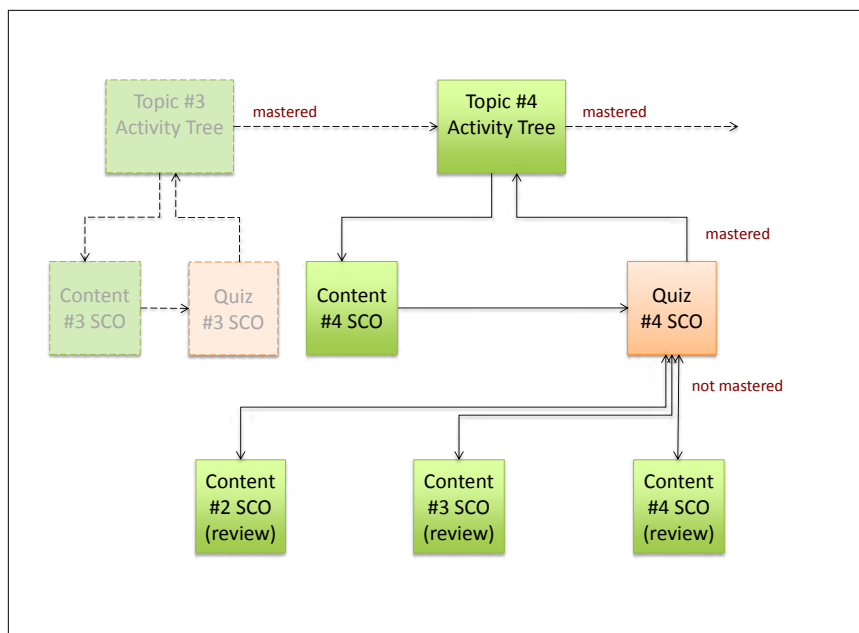 Topic #3
Activity Tree
mastered
Topic #4
Activity Tree
mastered
mastered
Content
#3 SCO
Quiz
#3 SCO
Content
#4 SCO
Quiz
#4 SCO
not mastered
Content
#2 SCO
(review)
Content
#3 SCO
(review)
Content
#4 SCO
(review)